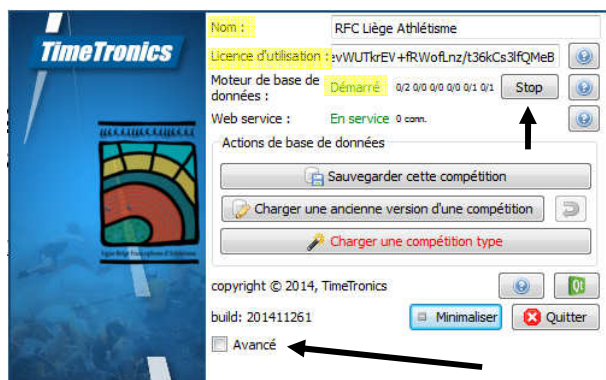 TimeTronics
Nom :
RFC Liège Athlétisme
Licence d'utilisation :
evWUTkrEV+fRWofLnz/t36kCs3lfQMeB
Moteur de base de données :
Démarré
0/2 0/0 0/0 0/0 0/1 0/1
Stop
Web service :
En service
0 conn.
Actions de base de données
Sauvegarder cette compétition
Charger une ancienne version d'une compétition
Charger une compétition type
copyright © 2014, TimeTronics
Qt
build: 201411261
Minimaliser
Quitter
Avancé